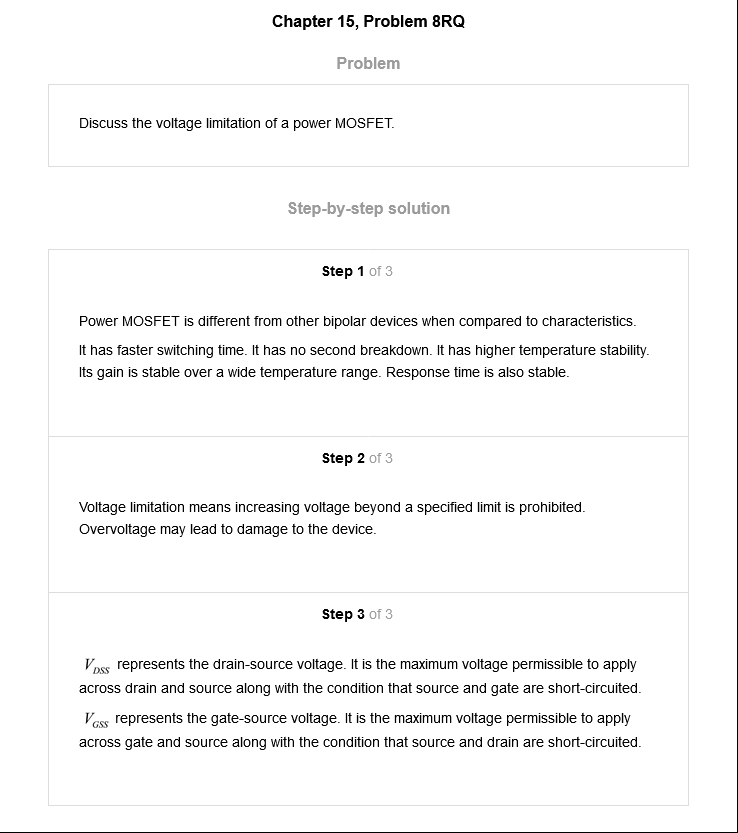 Chapter 15, Problem 8RQ
Problem
Discuss the voltage limitation of a power MOSFET.
Step-by-step solution
Step 1 of 3
Power MOSFET is different from other bipolar devices when compared to characteristics.
It has faster switching time. It has no second breakdown. It has higher temperature stability.
Its gain is stable over a wide temperature range. Response time is also stable.
Step 2 of 3
Voltage limitation means increasing voltage beyond a specified limit is prohibited.
Overvoltage may lead to damage to the device.
Step 3 of 3
V_DSS represents the drain-source voltage. It is the maximum voltage permissible to apply
across drain and source along with the condition that source and gate are short-circuited.
V_GSS represents the gate-source voltage. It is the maximum voltage permissible to apply
across gate and source along with the condition that source and drain are short-circuited.